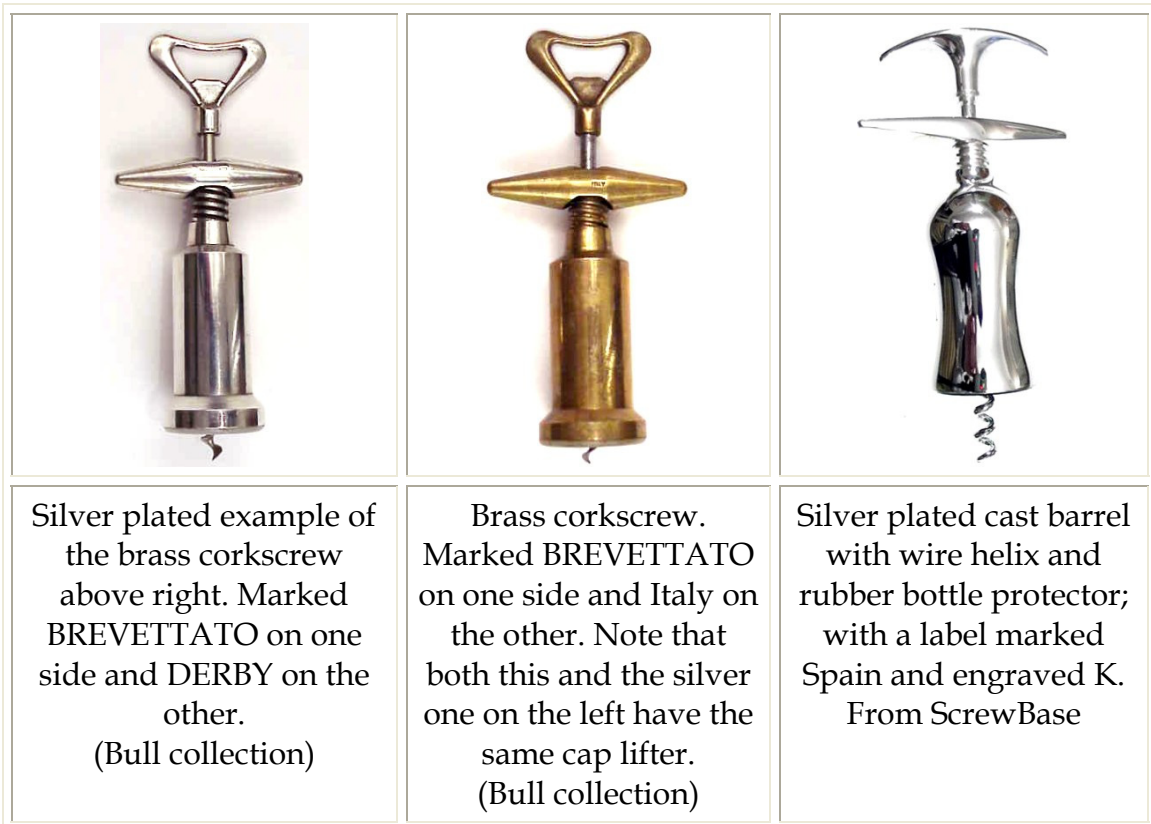 Silver plated example of
the brass corkscrew
above right. Marked
BREVETTATO on one
side and DERBY on the
other.
(Bull collection)
Brass corkscrew.
Marked BREVETTATO
on one side and Italy on
the other. Note that
both this and the silver
one on the left have the
same cap lifter.
(Bull collection)
Silver plated cast barrel
with wire helix and
rubber bottle protector;
with a label marked
Spain and engraved K.
From ScrewBase